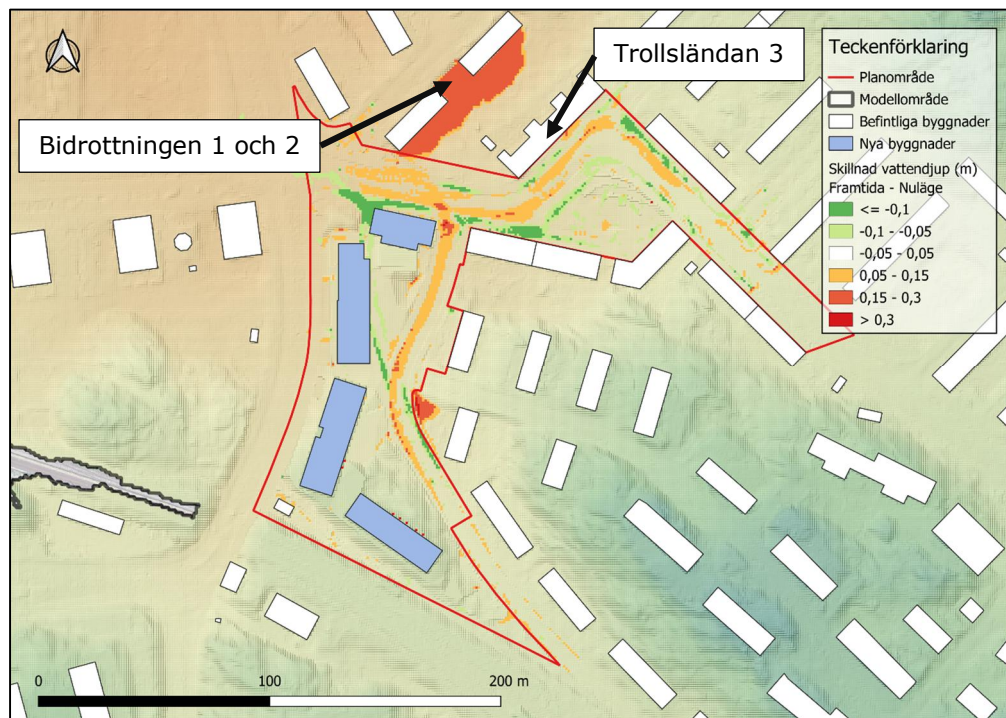 Trollsländan 3
Bidrottningen 1 och 2
Teckenförklaring
Planområde
Modellområde
Befintliga byggnader
Nya byggnader
Skillnad vattendjup (m)
Framtida - Nuläge
<= -0,1
-0,1 - -0,05
-0,05 - 0,05
0,05 - 0,15
0,15 - 0,3
> 0,3
0 100 200 m